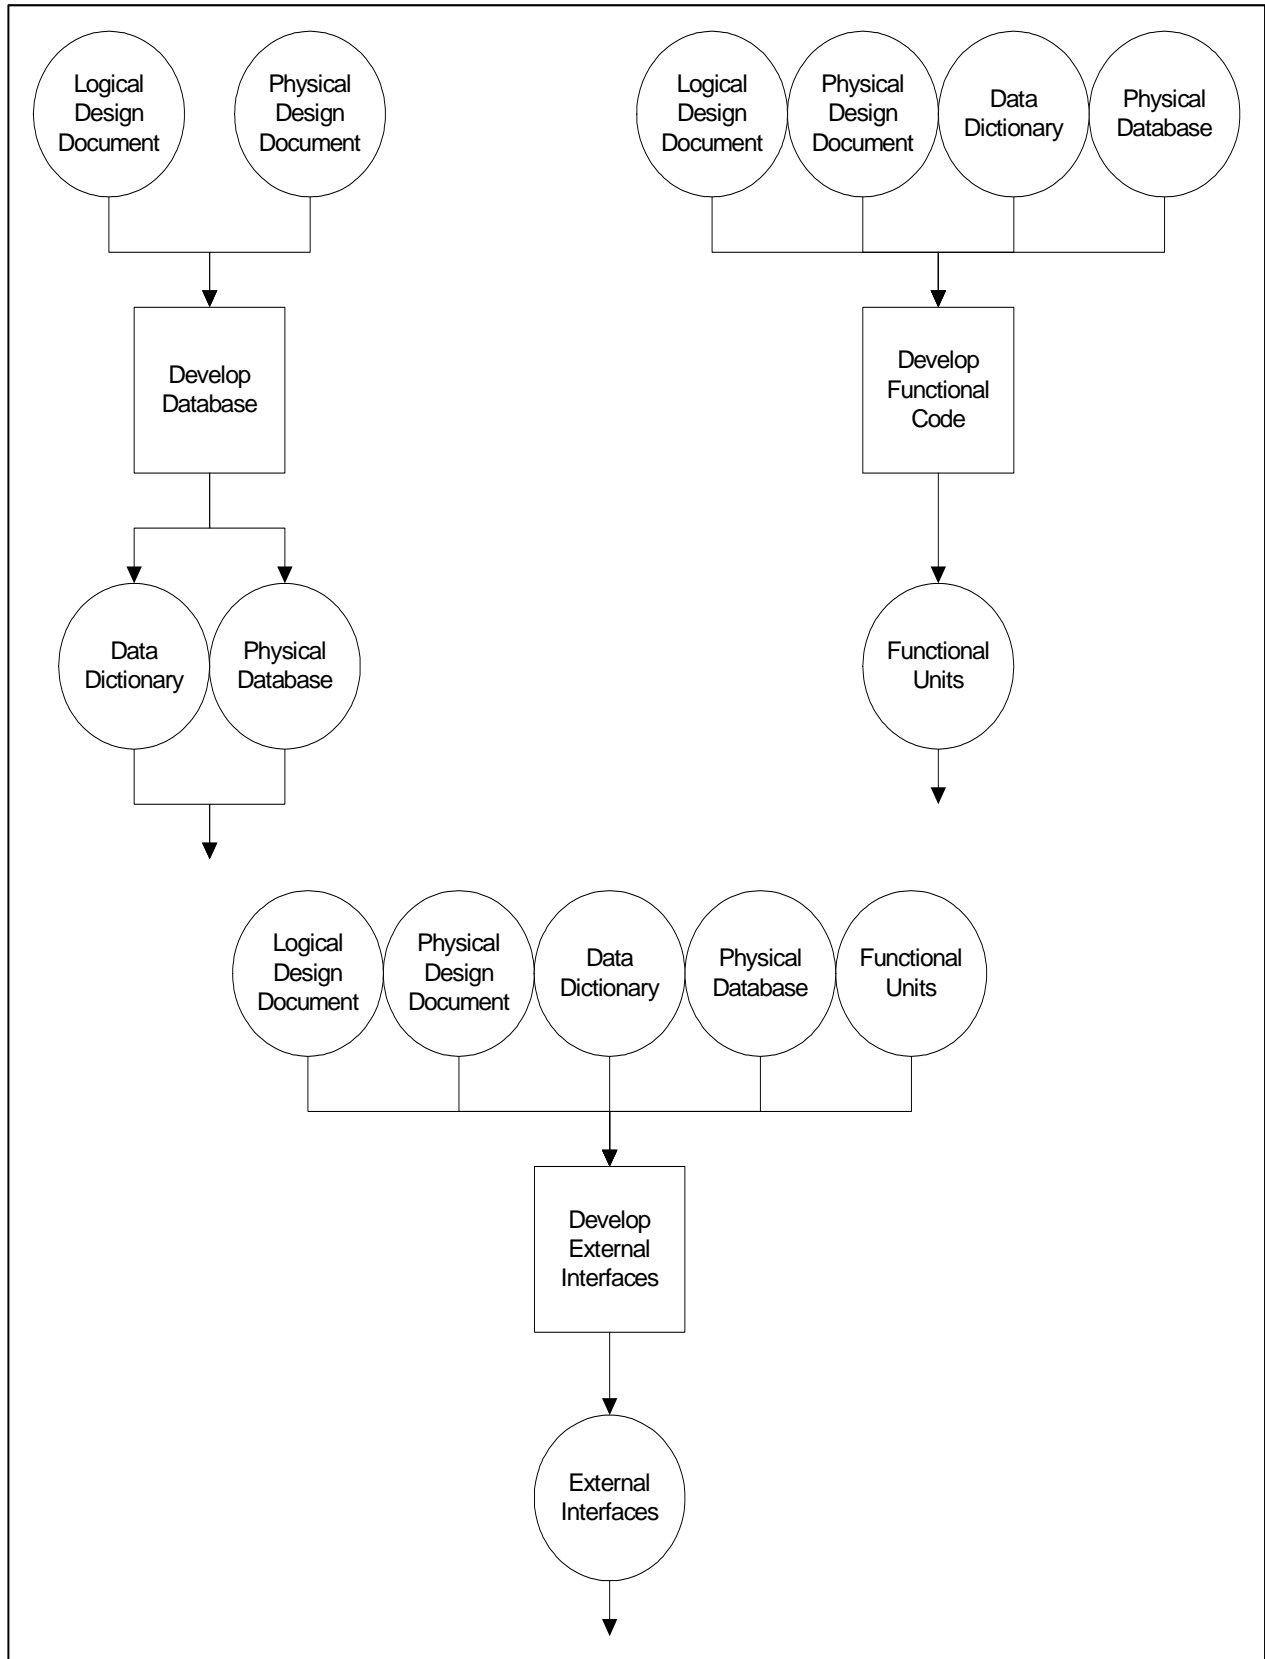 Logical
Design
Document
Physical
Design
Document
Logical
Design
Document
Physical
Design
Document
Data
Dictionary
Physical
Database
Develop
Database
Develop
Functional
Code
Data
Dictionary
Physical
Database
Functional
Units
Logical
Design
Document
Physical
Design
Document
Data
Dictionary
Physical
Database
Functional
Units
Develop
External
Interfaces
External
Interfaces